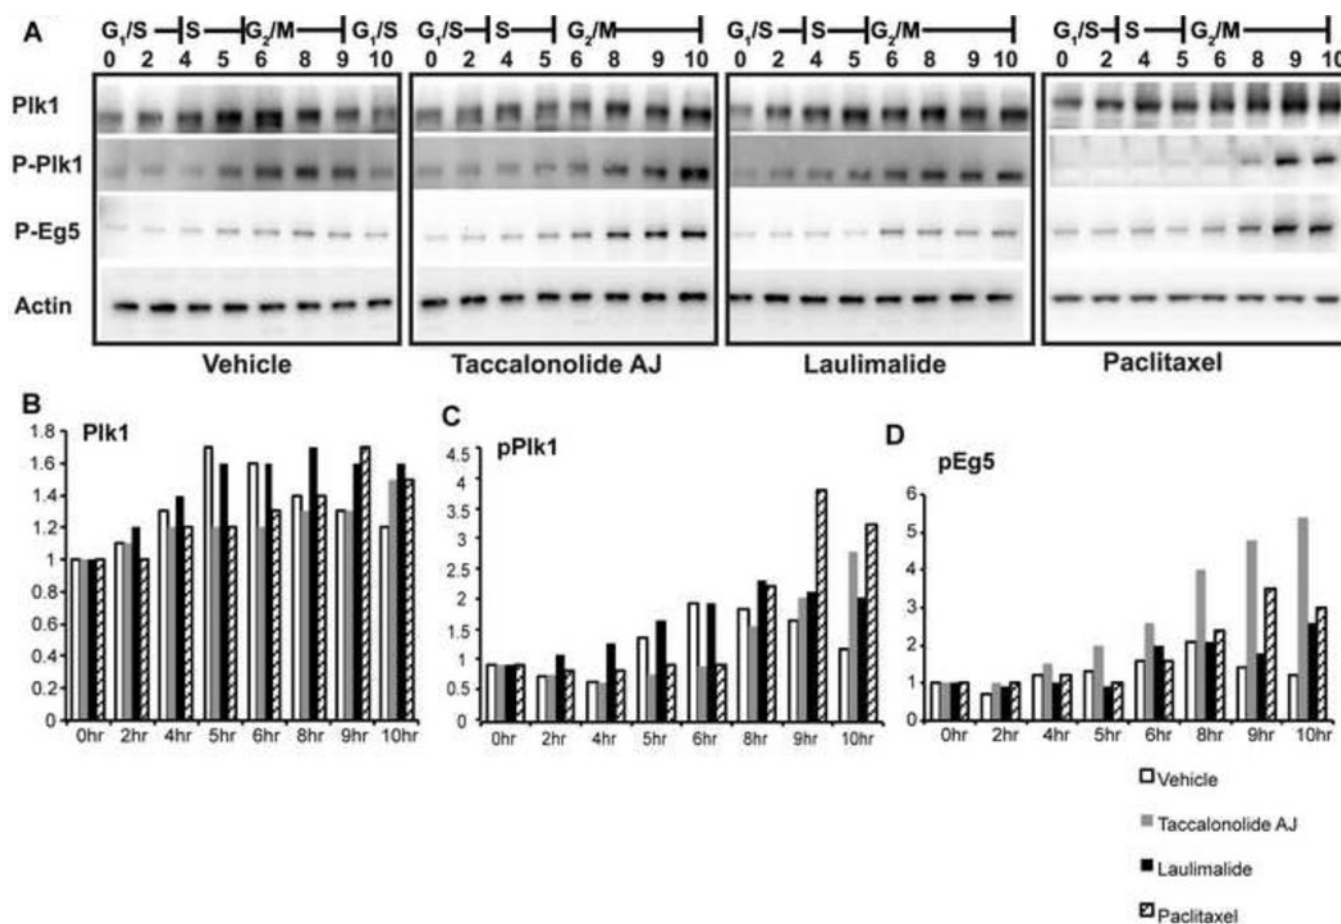 A
G1/S S G2/M G1/S
0 2 4 5 6 8 9 10
G1/S S G2/M
0 2 4 5 6 8 9 10
G1/S S G2/M
0 2 4 5 6 8 9 10
G1/S S G2/M
0 2 4 5 6 8 9 10
Plk1
P-Plk1
P-Eg5
Actin
Vehicle
Taccalonolide AJ
Laulimalide
Paclitaxel
B
Plk1
1.8
1.6
1.4
1.2
1
0.8
0.6
0.4
0.2
0
0hr 2hr 4hr 5hr 6hr 8hr 9hr 10hr
C
pPlk1
4.5
4
3.5
3
2.5
2
1.5
1
0.5
0
0hr 2hr 4hr 5hr 6hr 8hr 9hr 10hr
D
pEg5
6
5
4
3
2
1
0
0hr 2hr 4hr 5hr 6hr 8hr 9hr 10hr
Vehicle
Taccalonolide AJ
Laulimalide
Paclitaxel